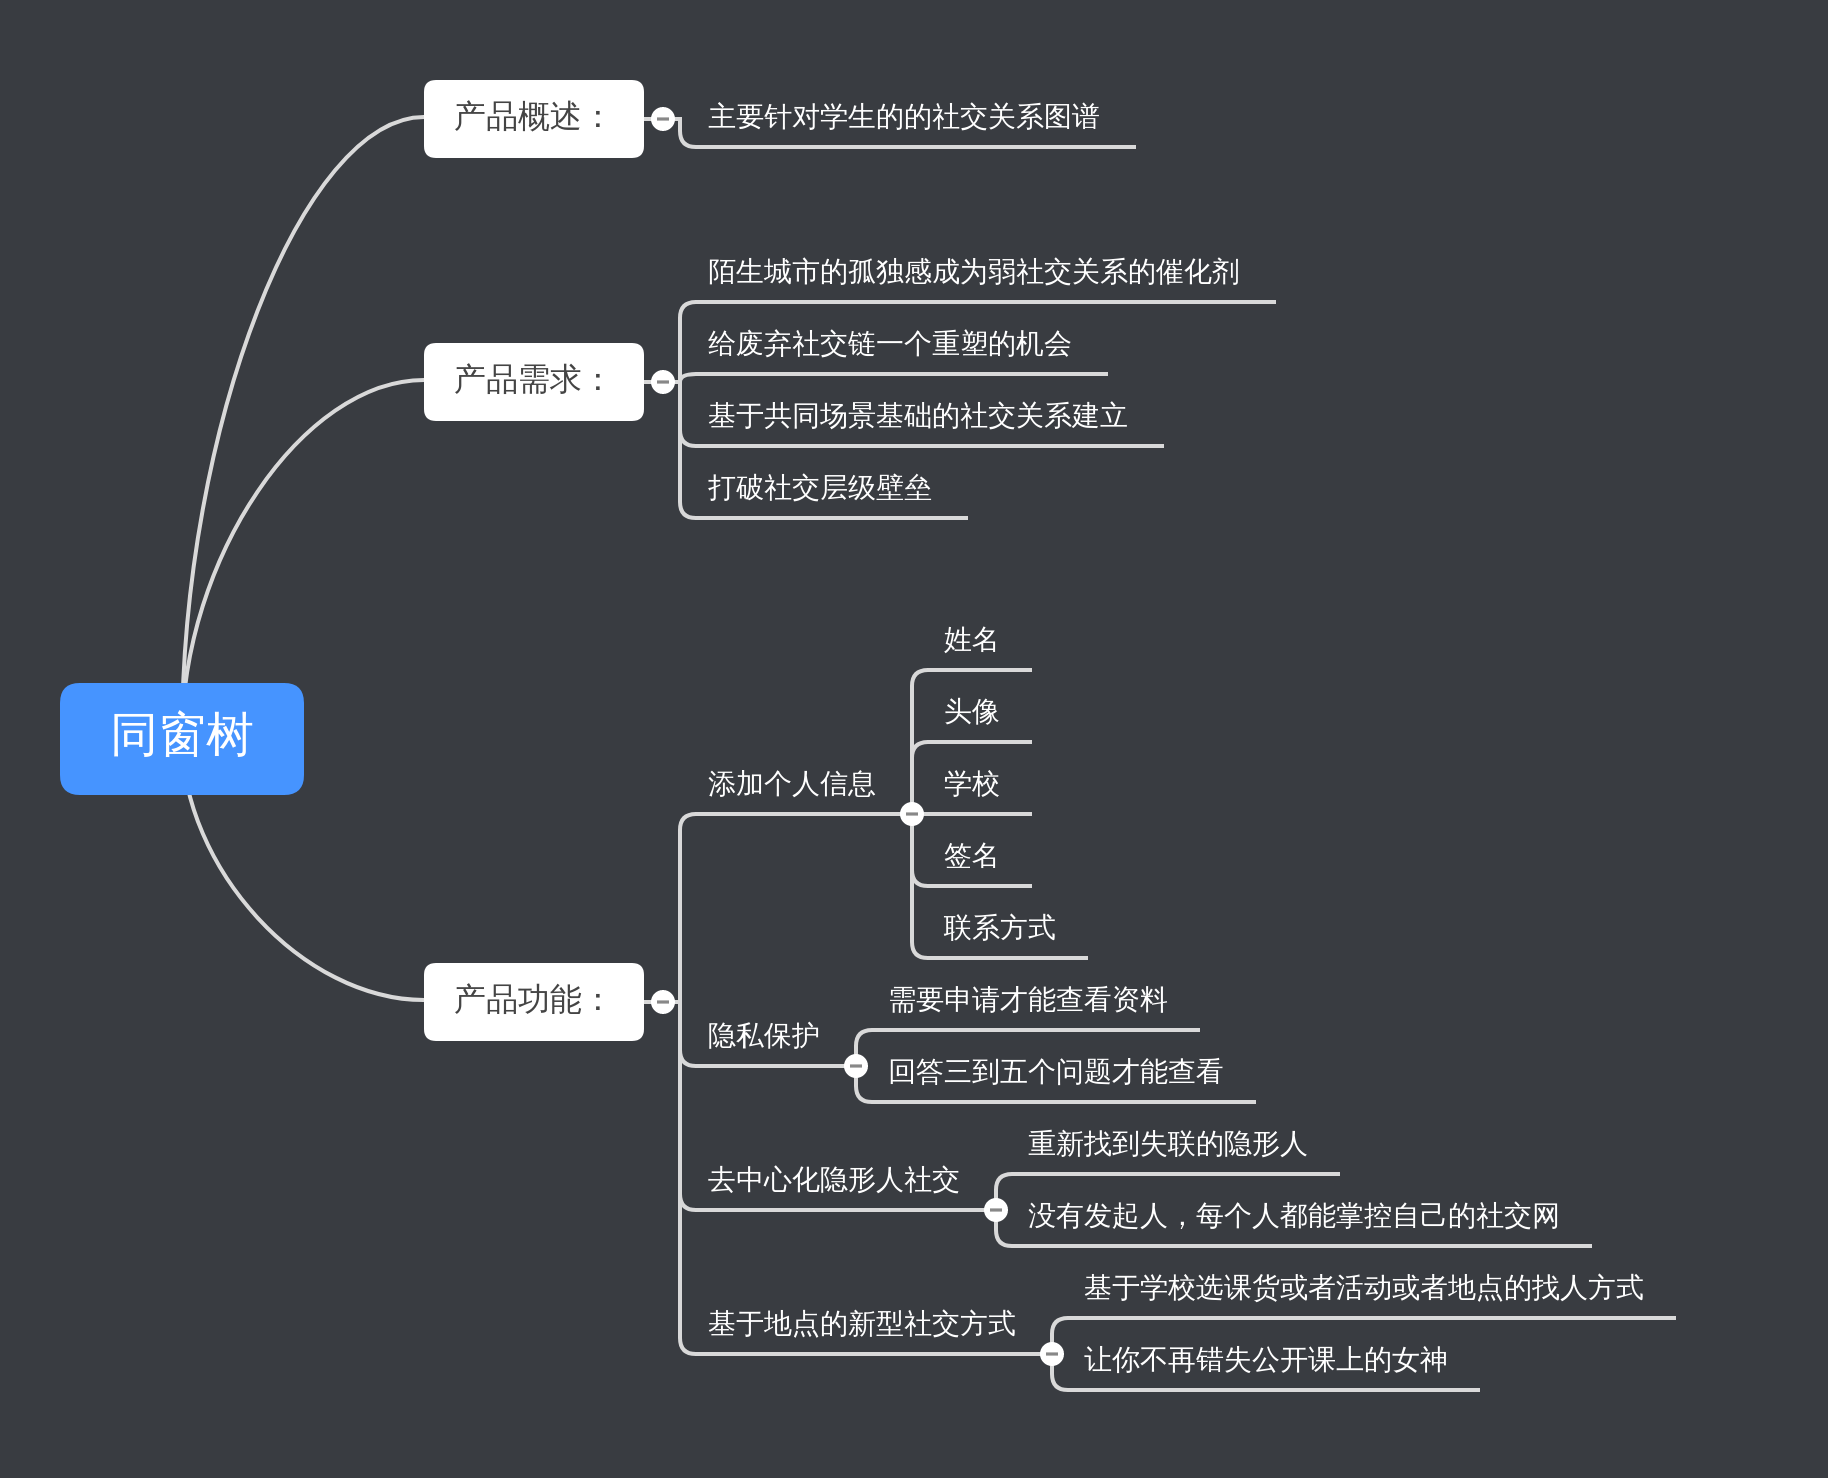 产品概述：
主要针对学生的的社交关系图谱
产品需求：
陌生城市的孤独感成为弱社交关系的催化剂
给废弃社交链一个重塑的机会
基于共同场景基础的社交关系建立
打破社交层级壁垒
同窗树
产品功能：
添加个人信息
姓名
头像
学校
签名
联系方式
隐私保护
需要申请才能查看资料
回答三到五个问题才能查看
去中心化隐形人社交
重新找到失联的隐形人
没有发起人，每个人都能掌控自己的社交网
基于地点的新型社交方式
基于学校选课货或者活动或者地点的找人方式
让你不再错失公开课上的女神